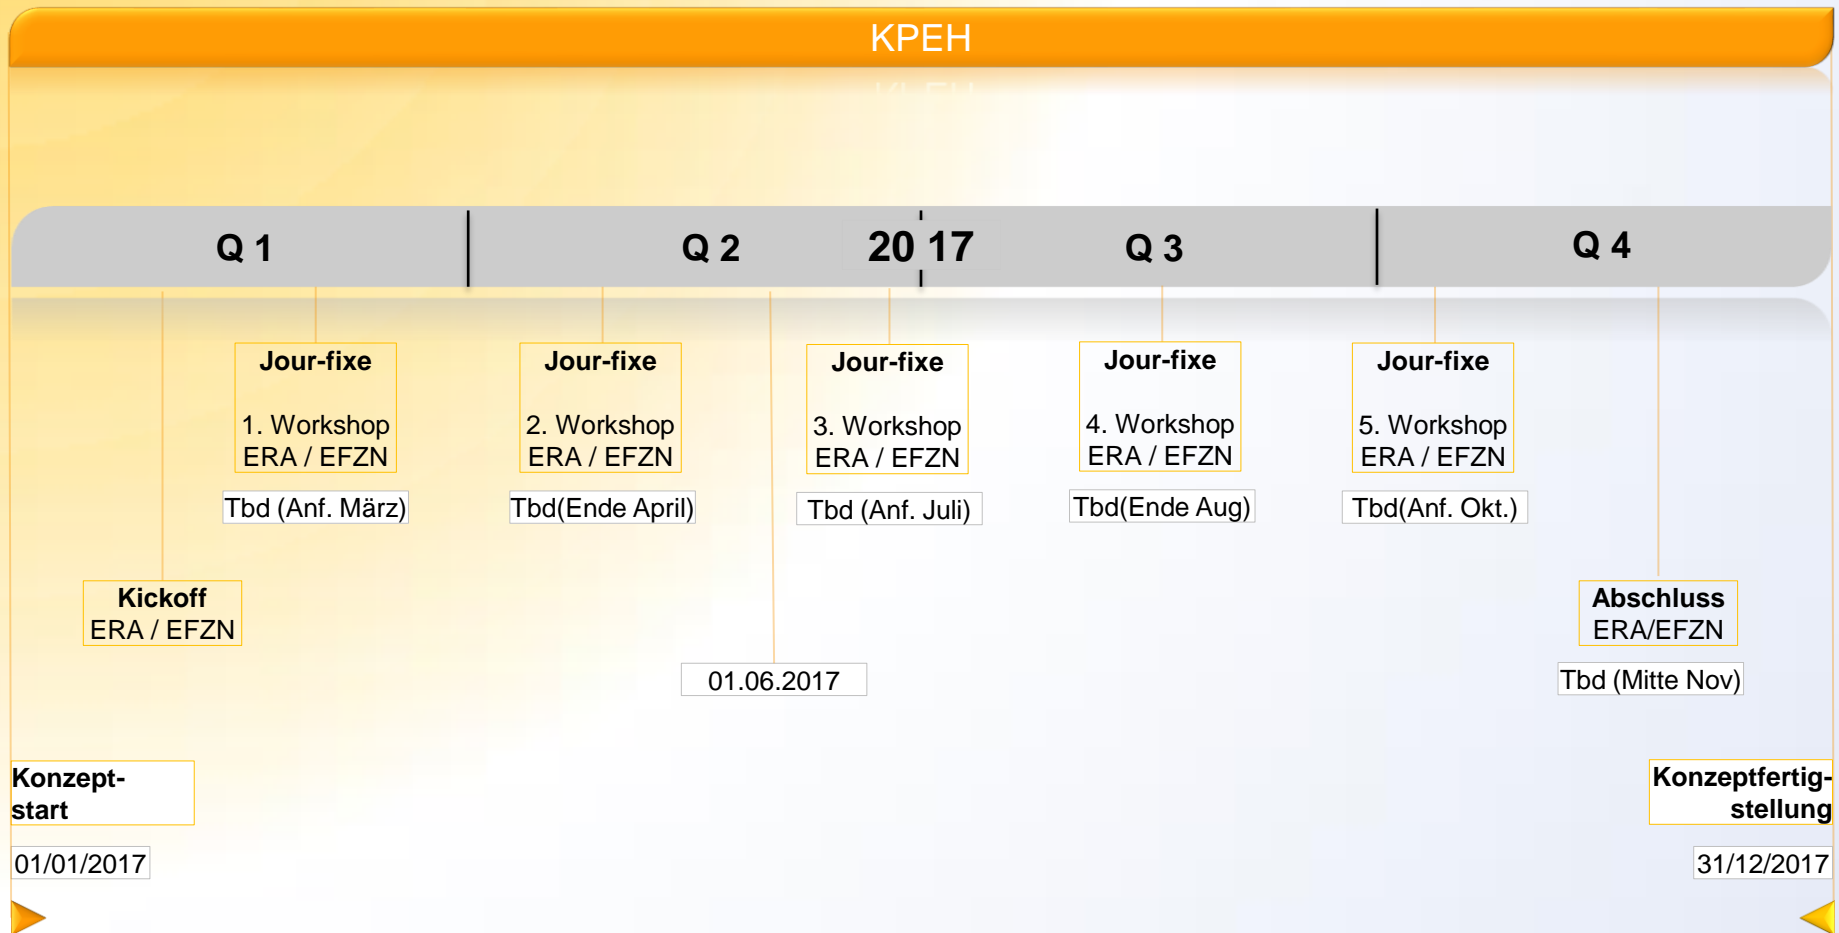 KPEH
Q 1
Q 2
20 17
Q 3
Q 4
Jour-fixe
1. Workshop
ERA / EFZN
Tbd (Anf. März)
Jour-fixe
2. Workshop
ERA / EFZN
Tbd(Ende April)
Jour-fixe
3. Workshop
ERA / EFZN
Tbd (Anf. Juli)
Jour-fixe
4. Workshop
ERA / EFZN
Tbd(Ende Aug)
Jour-fixe
5. Workshop
ERA / EFZN
Tbd(Anf. Okt.)
Kickoff
ERA / EFZN
01.06.2017
Abschluss
ERA/EFZN
Tbd (Mitte Nov)
Konzept-
start
01/01/2017
Konzeptfertig-
stellung
31/12/2017